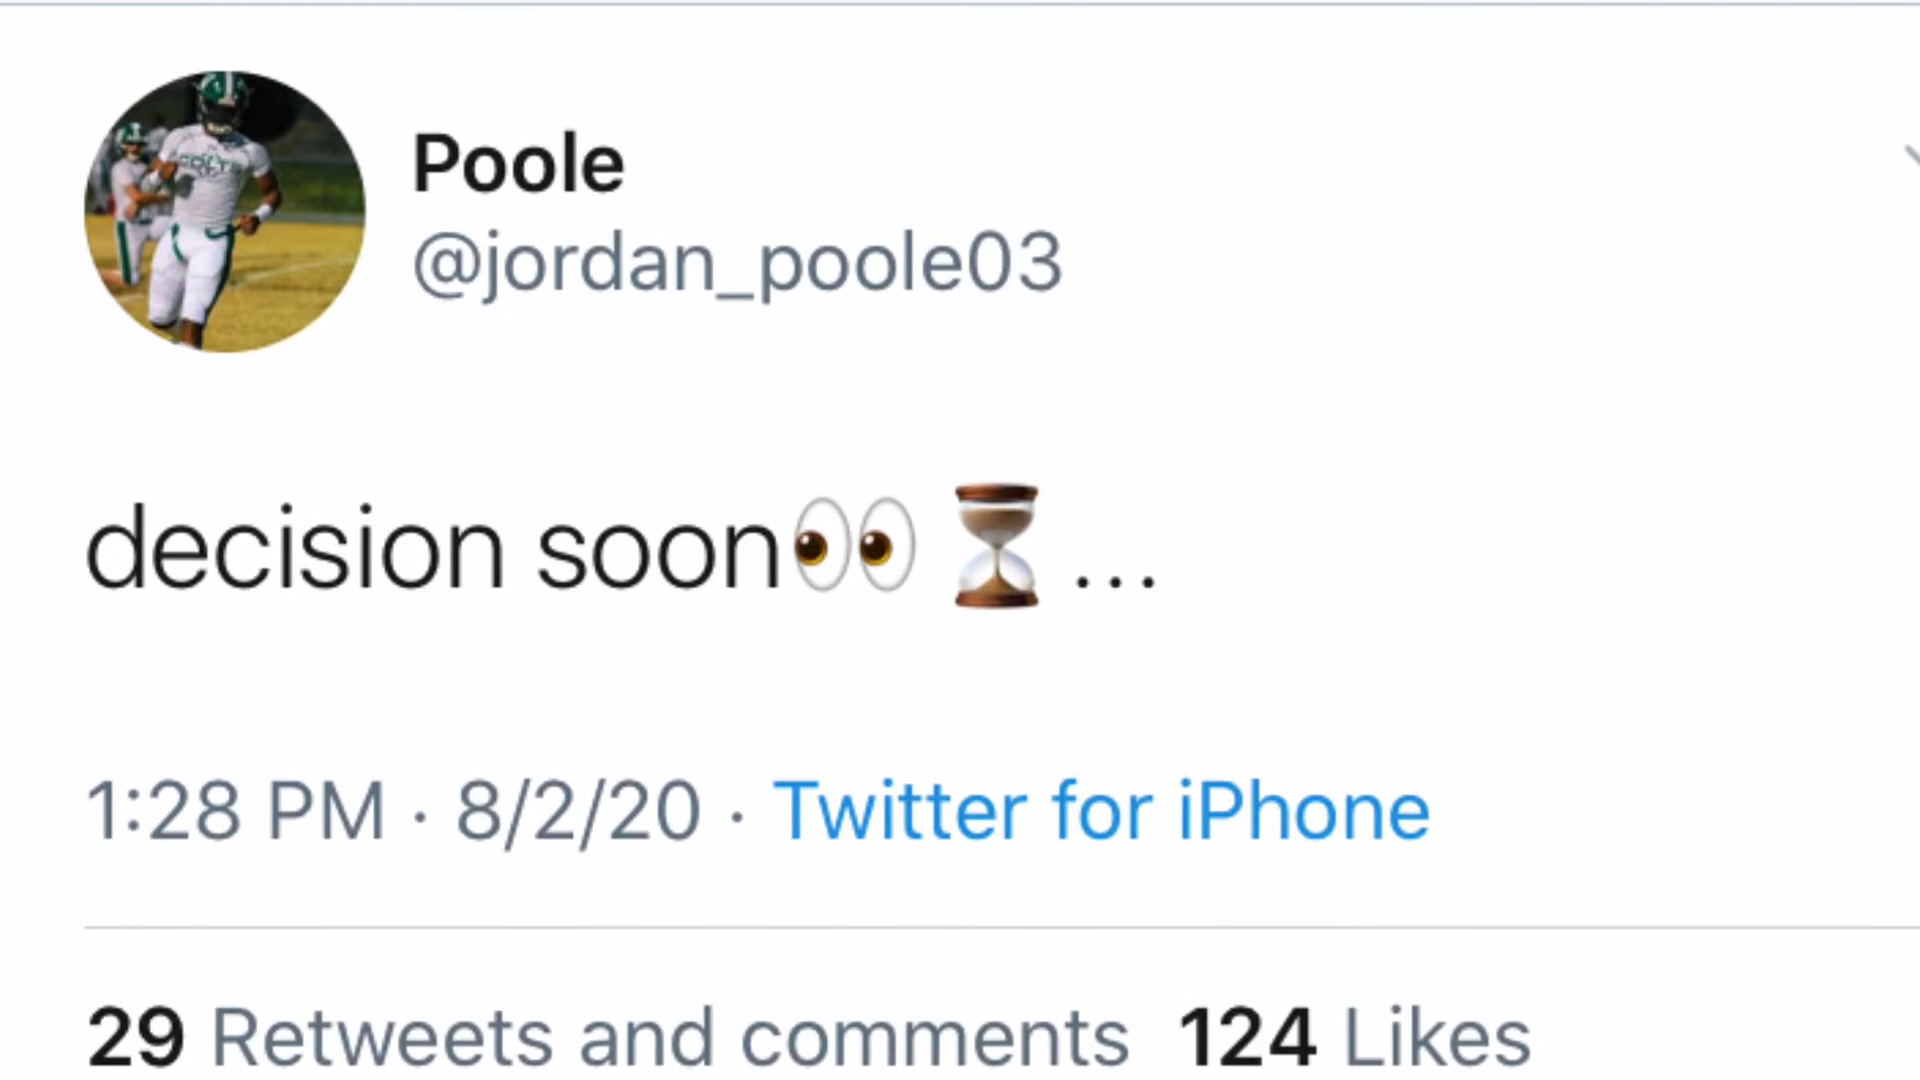 Poole
@jordan_poole03
decision soon👀⏳...
1:28 PM · 8/2/20 · Twitter for iPhone
29 Retweets and comments 124 Likes